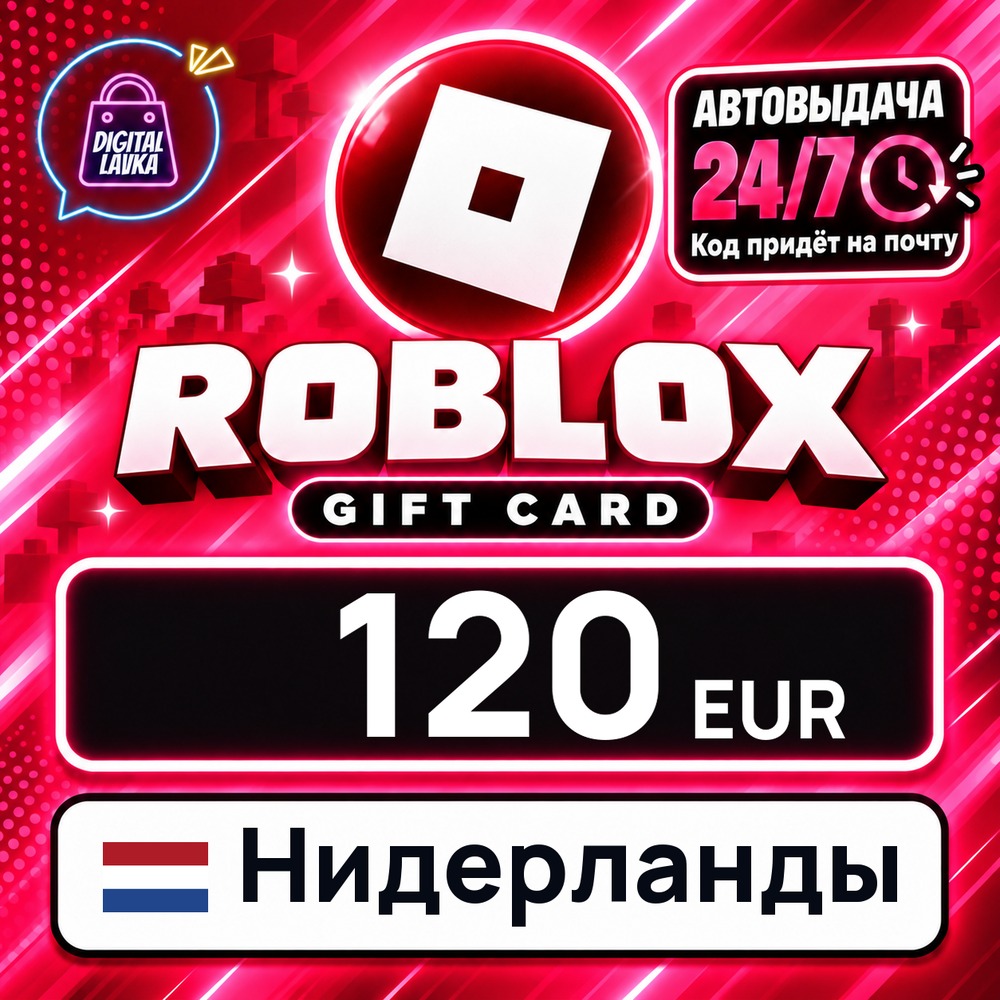 DIGITAL
LAVKA
АВТОВЫДАЧА
24/7
Код придёт на почту
ROBLOX
GIFT CARD
120 EUR
Нидерланды